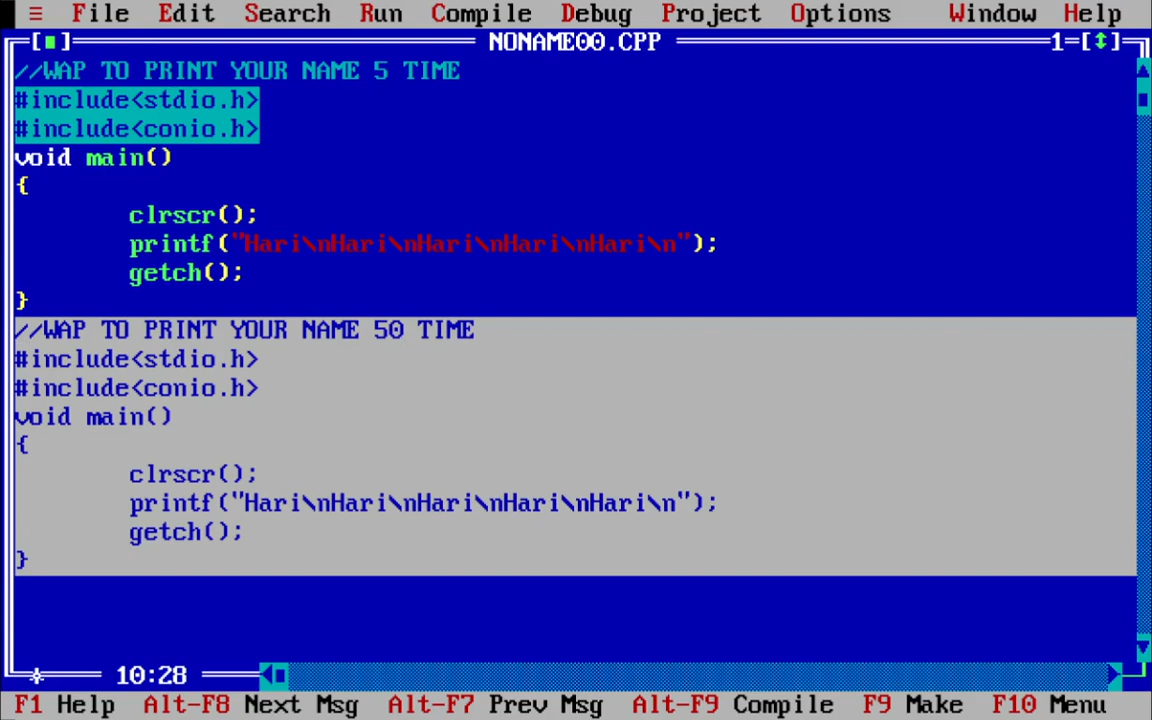 ≡ File Edit Search Run Compile Debug Project Options Window Help
[■] NONAME00.CPP 1=[↕]
//WAP TO PRINT YOUR NAME 5 TIME
#include<stdio.h>
#include<conio.h>
void main()
{
clrscr();
printf("Hari\nHari\nHari\nHari\nHari\n");
getch();
}
//WAP TO PRINT YOUR NAME 50 TIME
#include<stdio.h>
#include<conio.h>
void main()
{
clrscr();
printf("Hari\nHari\nHari\nHari\nHari\n");
getch();
}
10:28
F1 Help Alt-F8 Next Msg Alt-F7 Prev Msg Alt-F9 Compile F9 Make F10 Menu